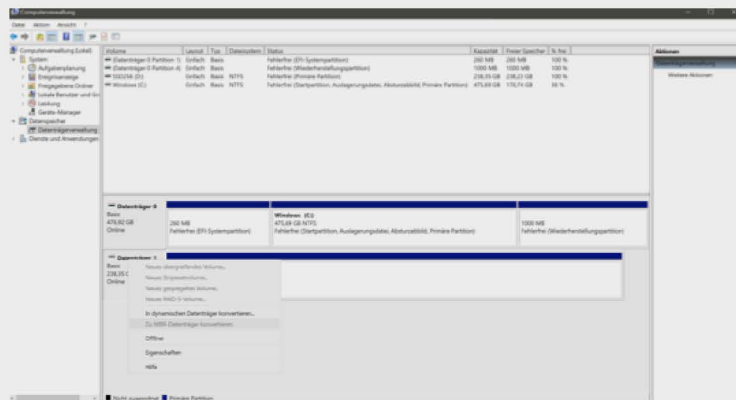 Computerverwaltung
Datei Aktion Ansicht ?
Computerverwaltung (Lokal)
System
Aufgabenplanung
Ereignisanzeige
Freigegebene Ordner
Lokale Benutzer und Gr
Leistung
Geräte-Manager
Datenspeicher
Datenträgerverwaltung
Dienste und Anwendungen
Volume Layout Typ Dateisystem Status Kapazität Freier Speicher % frei
(Datenträger 0 Partition 1) Einfach Basis Fehlerfrei (EFI-Systempartition) 260 MB 260 MB 100 %
(Datenträger 0 Partition 4) Einfach Basis Fehlerfrei (Wiederherstellungspartition) 1000 MB 1000 MB 100 %
SSD256 (D:) Einfach Basis NTFS Fehlerfrei (Primäre Partition) 238,35 GB 238,23 GB 100 %
Windows (C:) Einfach Basis NTFS Fehlerfrei (Startpartition, Auslagerungsdatei, Absturzabbild, Primäre Partition) 475,69 GB
Aktionen
Datenträgerverwaltung
Weitere Aktionen
Datenträger 0
Basis
476,92 GB
Online
260 MB
Fehlerfrei (EFI-Systempartition)
Windows (C:)
475,69 GB NTFS
Fehlerfrei (Startpartition, Auslagerungsdatei, Absturzabbild, Primäre Partition)
1000 MB
Fehlerfrei (Wiederherstellungspartition)
Datenträger 1
Basis
238,35 G
Online
Neues übergreifendes Volume...
Neues Stripesetvolume...
Neues gespiegeltes Volume...
Neues RAID-5-Volume...
In dynamischen Datenträger konvertieren...
Zu MBR-Datenträger konvertieren
Offline
Eigenschaften
Hilfe
Nicht zugeordnet Primäre Partition